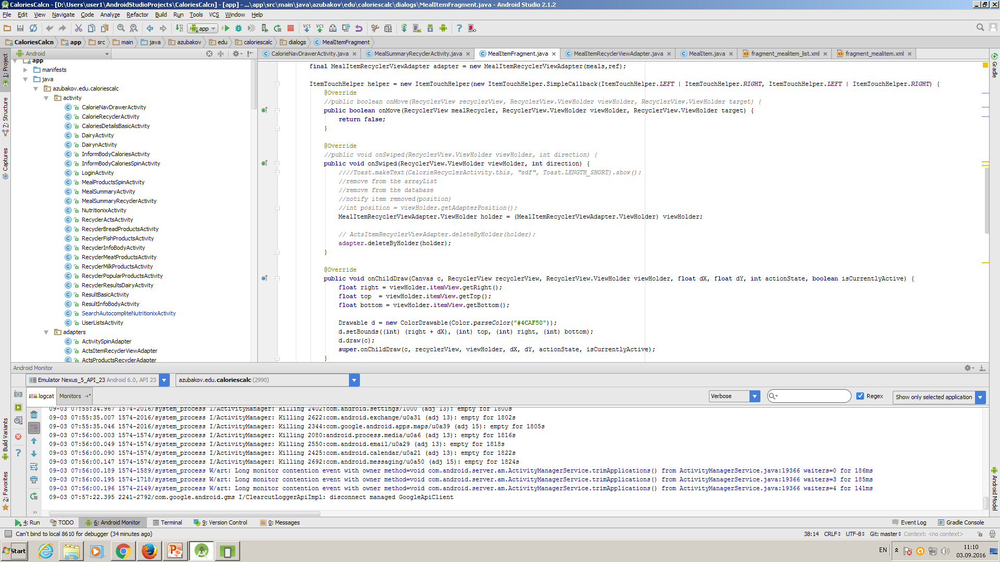 CaloriesCalcn - [D:\Users\user1\AndroidStudioProjects\CaloriesCalcn] - [app] - ...\app\src\main\java\azubakov\edu\caloriescalc\dialogs\MealItemFragment.java - Android Studio 2.1.2
File Edit View Navigate Code Analyze Refactor Build Run Tools VCS Window Help
app
CaloriesCalcn app src main java azubakov edu caloriescalc dialogs MealItemFragment
Android
CalorieNavDrawerActivity.java MealSummaryRecyclerActivity.java MealItemFragment.java MealItemRecyclerViewAdapter.java MealItem.java fragment_mealitem_list.xml fragment_mealitem.xml
1: Project
Z: Structure
Captures
Build Variants
2: Favorites
app
manifests
java
azubakov.edu.caloriescalc
activity
CalorieNavDrawerActivity
CalorieRecyclerActivity
CaloriesDetailsBasicActivity
DairyActivity
DairynActivity
InformBodyCaloriesActivity
InformBodyCaloriesSpinActivity
LoginActivity
MealProductsSpinActivity
MealSummaryActivity
MealSummaryRecyclerActivity
NutritionixActivity
RecyclerActsActivity
RecyclerBreadProductsActivity
RecyclerFishProductsActivity
RecyclerInfoBodyActivity
RecyclerMeatProductsActivity
RecyclerMilkProductsActivity
RecyclerPopularProductsActivity
RecyclerResultsDairyActivity
ResultBasicActivity
ResultInfoBodyActivity
SearchAutocompliteNutritionixActivity
UserListsActivity
adapters
ActivitySpinAdapter
ActsItemRecyclerViewAdapter
ActsProductsRecyclerAdapter
final MealItemRecyclerViewAdapter adapter = new MealItemRecyclerViewAdapter(meals,ref);
ItemTouchHelper helper = new ItemTouchHelper(new ItemTouchHelper.SimpleCallback(ItemTouchHelper.LEFT | ItemTouchHelper.RIGHT, ItemTouchHelper.LEFT | ItemTouchHelper.RIGHT) {
@Override
//public boolean onMove(RecyclerView recyclerView, RecyclerView.ViewHolder viewHolder, RecyclerView.ViewHolder target) {
public boolean onMove(RecyclerView mealRecycler, RecyclerView.ViewHolder viewHolder, RecyclerView.ViewHolder target) {
return false;
}
@Override
//public void onSwiped(RecyclerView.ViewHolder viewHolder, int direction) {
public void onSwiped(RecyclerView.ViewHolder viewHolder, int direction) {
////Toast.makeText(CalorieRecyclerActivity.this, "sdf", Toast.LENGTH_SHORT).show();
//remove from the arrayList
//remove from the database
//notify item removed(position)
//int position = viewHolder.getAdapterPosition();
MealItemRecyclerViewAdapter.ViewHolder holder = (MealItemRecyclerViewAdapter.ViewHolder) viewHolder;
// ActsItemRecyclerViewAdapter.deleteByHolder(holder);
adapter.deleteByHolder(holder);
}
@Override
public void onChildDraw(Canvas c, RecyclerView recyclerView, RecyclerView.ViewHolder viewHolder, float dX, float dY, int actionState, boolean isCurrentlyActive) {
float right = viewHolder.itemView.getRight();
float top = viewHolder.itemView.getTop();
float bottom = viewHolder.itemView.getBottom();
Drawable d = new ColorDrawable(Color.parseColor("#4CAF50"));
d.setBounds((int) (right + dX), (int) top, (int) right, (int) bottom);
d.draw(c);
super.onChildDraw(c, recyclerView, viewHolder, dX, dY, actionState, isCurrentlyActive);
}
Gradle
Android Model
Android Monitor
Emulator Nexus_5_API_23 Android 6.0, API 23 azubakov.edu.caloriescalc (2990)
logcat Monitors Verbose Regex Show only selected application
09-03 07:55:34.967 1574-2016/system_process I/ActivityManager: Killing 2402:com.android.settings/1000 (adj 13): empty for 1800s
09-03 07:55:35.007 1574-2016/system_process I/ActivityManager: Killing 2622:com.android.exchange/u0a31 (adj 13): empty for 1802s
09-03 07:55:35.046 1574-2016/system_process I/ActivityManager: Killing 2344:com.google.android.apps.maps/u0a39 (adj 15): empty for 1805s
09-03 07:56:00.003 1574-1574/system_process I/ActivityManager: Killing 2080:android.process.media/u0a6 (adj 13): empty for 1816s
09-03 07:56:00.049 1574-1574/system_process I/ActivityManager: Killing 2550:com.android.email/u0a29 (adj 13): empty for 1818s
09-03 07:56:00.090 1574-1574/system_process I/ActivityManager: Killing 2425:com.android.calendar/u0a21 (adj 13): empty for 1822s
09-03 07:56:00.147 1574-1574/system_process I/ActivityManager: Killing 2692:com.android.messaging/u0a50 (adj 15): empty for 1824s
09-03 07:56:00.189 1574-1589/system_process W/art: Long monitor contention event with owner method=void com.android.server.am.ActivityManagerService.trimApplications() from ActivityManagerService.java:19366 waiters=0 for 186ms
09-03 07:56:00.195 1574-1718/system_process W/art: Long monitor contention event with owner method=void com.android.server.am.ActivityManagerService.trimApplications() from ActivityManagerService.java:19366 waiters=3 for 185ms
09-03 07:56:00.196 1574-2149/system_process W/art: Long monitor contention event with owner method=void com.android.server.am.ActivityManagerService.trimApplications() from ActivityManagerService.java:19366 waiters=4 for 141ms
09-03 07:57:22.395 2241-2792/com.google.android.gms I/ClearcutLoggerApiImpl: disconnect managed GoogleApiClient
4: Run TODO 6: Android Monitor Terminal 9: Version Control 0: Messages Event Log Gradle Console
Can't bind to local 8610 for debugger (34 minutes ago) 38:14 CRLF UTF-8 Git: master Context: <no context>
Start EN 11:10
03.09.2016